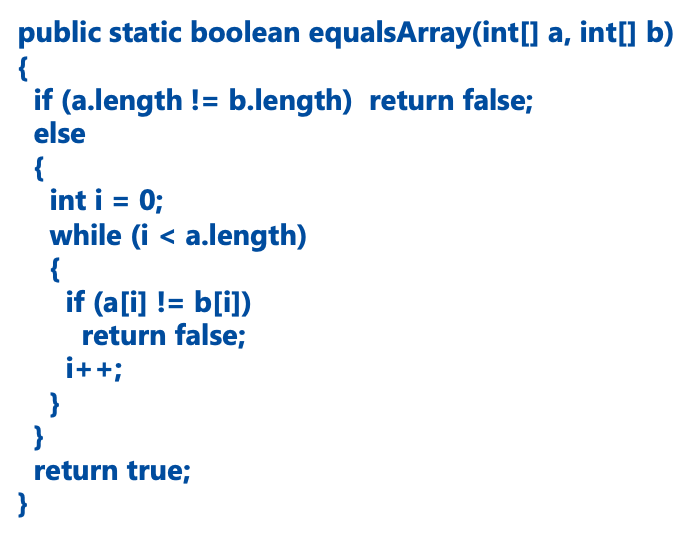 public static boolean equalsArray(int[] a, int[] b)
{
if (a.length != b.length) return false;
else
{
int i = 0;
while (i < a.length)
{
if (a[i] != b[i])
return false;
i++;
}
}
return true;
}